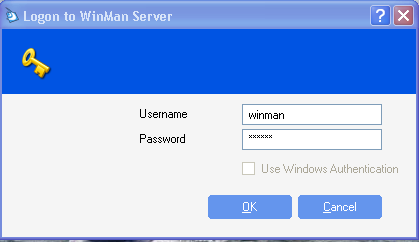 Logon to WinMan Server
Username winman
Password ******
Use Windows Authentication
OK Cancel